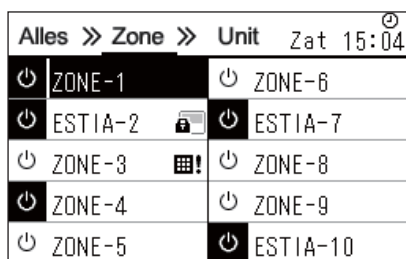 Alles >> Zone >> Unit Zat 15:04
ZONE-1
ESTIA-2
ZONE-3 !
ZONE-4
ZONE-5
ZONE-6
ESTIA-7
ZONE-8
ZONE-9
ESTIA-10